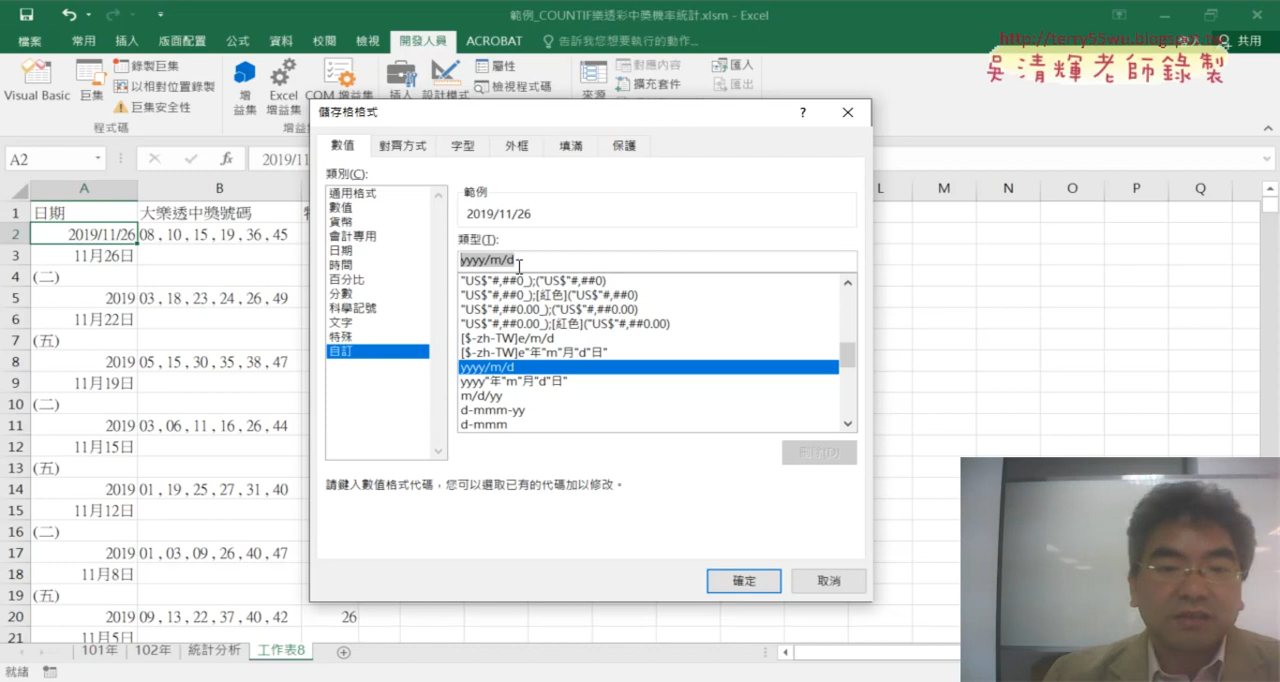 範例_COUNTIF樂透彩中獎機率統計.xlsm - Excel
檔案 常用 插入 版面配置 公式 資料 校閱 檢視 開發人員 ACROBAT 告訴我您想要執行的動作... 共用
http://terry55wu.blogspot.tw
吳清輝老師錄製
Visual Basic 巨集 錄製巨集 以相對位置錄製 巨集安全性 程式碼
增益集 Excel 增益集 COM 增益集
插入 設計模式 屬性 檢視程式碼
來源 對應內容 擴充套件 匯入 匯出
A2 fx 2019/11
A B L M N O P Q
1 日期 大樂透中獎號碼
2 2019/11/26 08 , 10 , 15 , 19 , 36 , 45
3 11月26日
4 (二)
5 2019 03 , 18 , 23 , 24 , 26 , 49
6 11月22日
7 (五)
8 2019 05 , 15 , 30 , 35 , 38 , 47
9 11月19日
10 (二)
11 2019 03 , 06 , 11 , 16 , 26 , 44
12 11月15日
13 (五)
14 2019 01 , 19 , 25 , 27 , 31 , 40
15 11月12日
16 (二)
17 2019 01 , 03 , 09 , 26 , 40 , 47
18 11月8日
19 (五)
20 2019 09 , 13 , 22 , 37 , 40 , 42 26
21 11月5日
101年 102年 統計分析 工作表8
就緒
儲存格格式 ?
數值 對齊方式 字型 外框 填滿 保護
類別(C):
通用格式
數值
貨幣
會計專用
日期
時間
百分比
分數
科學記號
文字
特殊
自訂
範例
2019/11/26
類型(T):
yyyy/m/d
"US$"#,##0_);("US$"#,##0)
"US$"#,##0_);[紅色]("US$"#,##0)
"US$"#,##0.00_);("US$"#,##0.00)
"US$"#,##0.00_);[紅色]("US$"#,##0.00)
[$-zh-TW]e/m/d
[$-zh-TW]e"年"m"月"d"日"
yyyy/m/d
yyyy"年"m"月"d"日"
m/d/yy
d-mmm-yy
d-mmm
刪除(D)
請鍵入數值格式代碼，您可以選取已有的代碼加以修改。
確定 取消